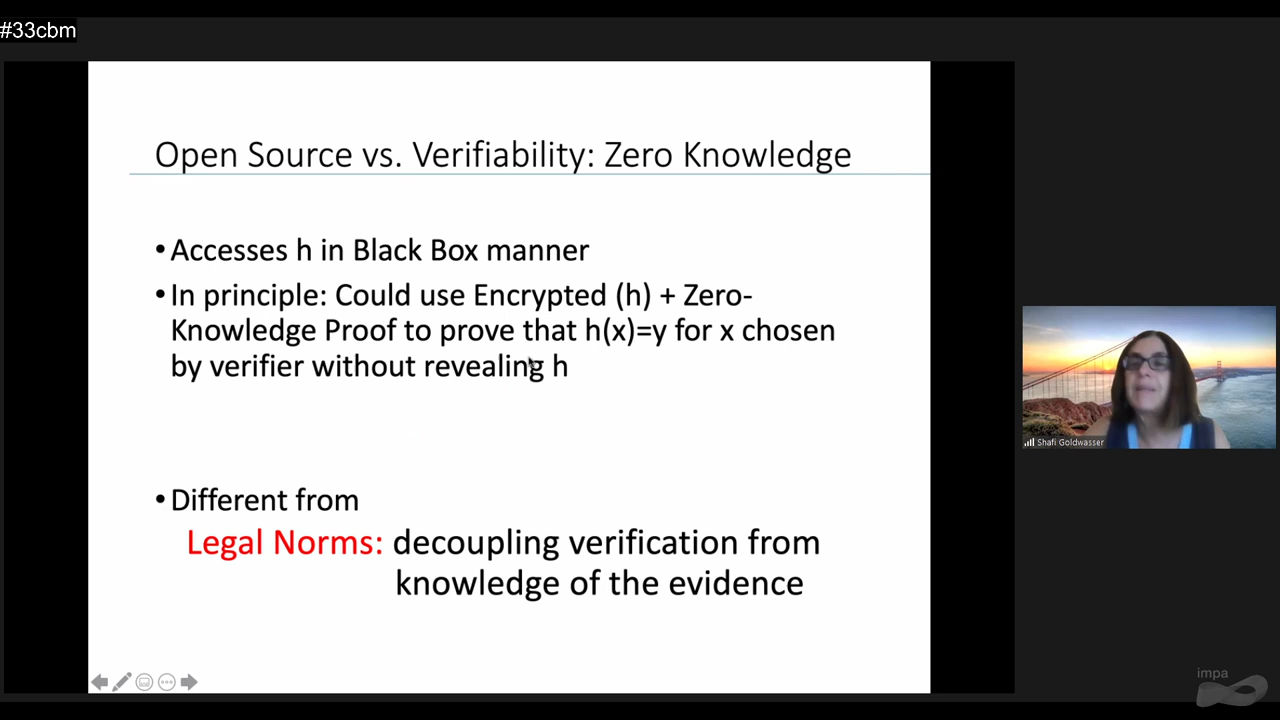 #33cbm
Open Source vs. Verifiability: Zero Knowledge
•Accesses h in Black Box manner
•In principle: Could use Encrypted (h) + Zero-
Knowledge Proof to prove that h(x)=y for x chosen
by verifier without revealing h
•Different from
Legal Norms: decoupling verification from
knowledge of the evidence
Shafi Goldwasser
impa